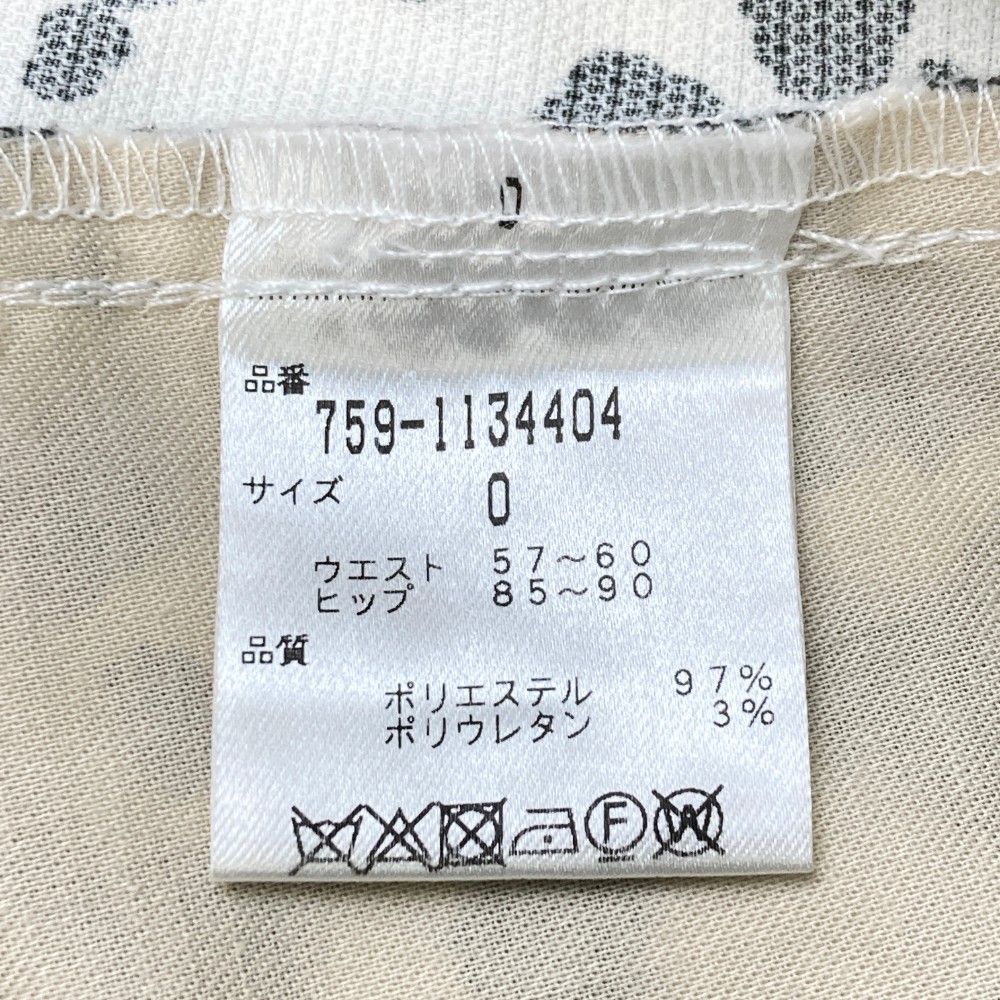 0
品番
759-1134404
サイズ 0
ウエスト 57~60
ヒップ 85~90
品質
ポリエステル 97%
ポリウレタン 3%
F W